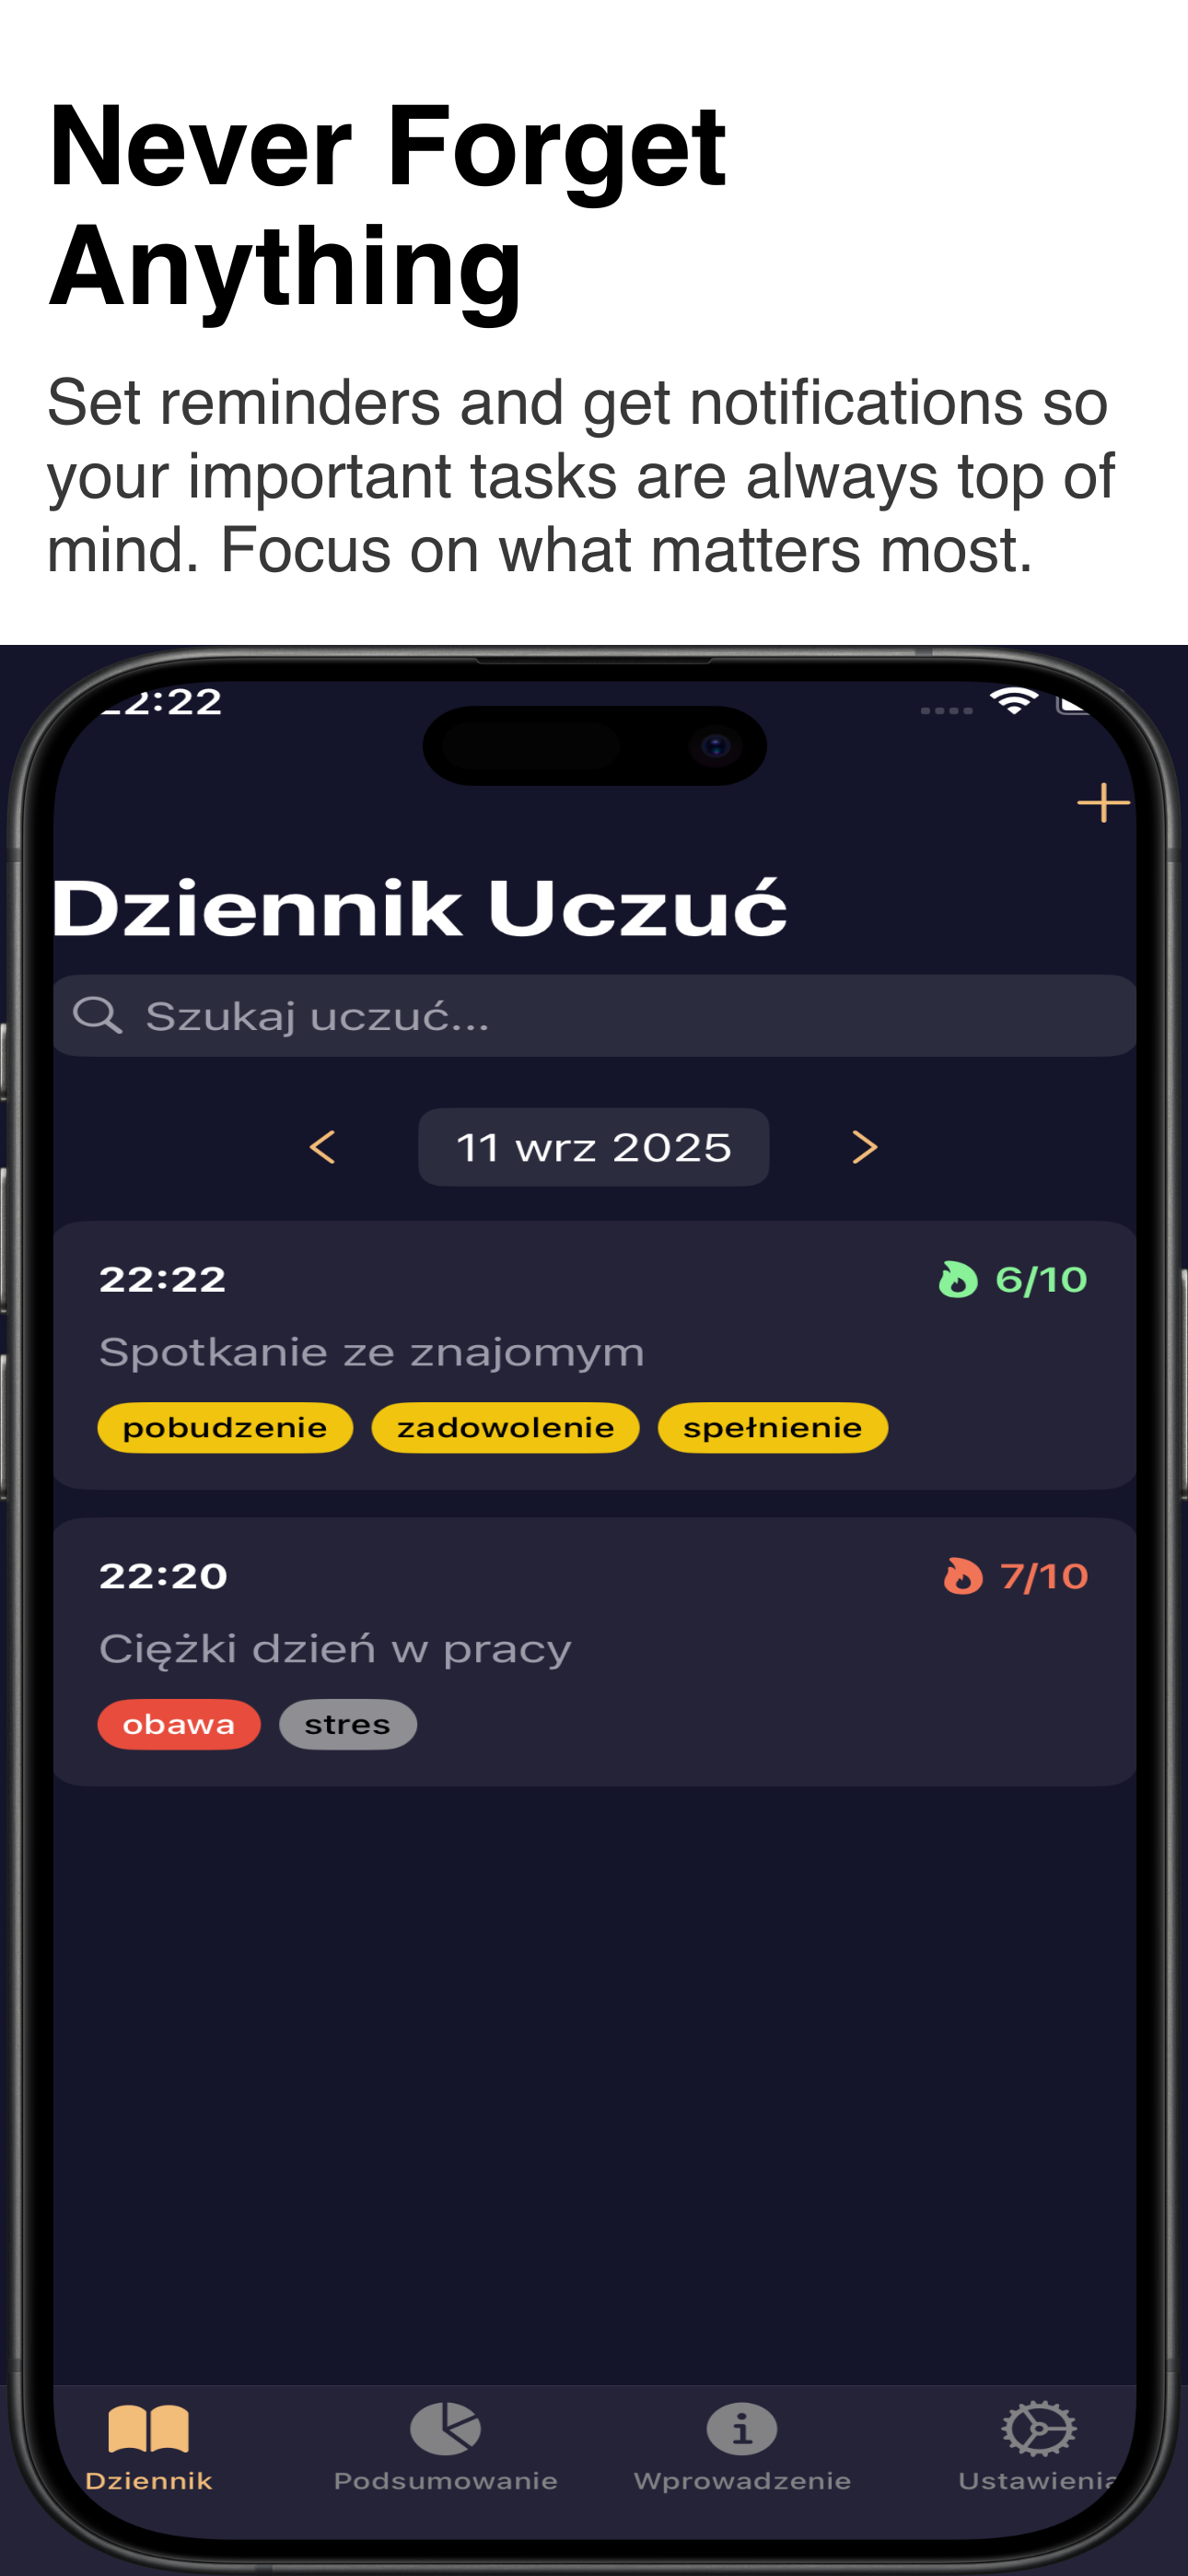 Never Forget
Anything
Set reminders and get notifications so
your important tasks are always top of
mind. Focus on what matters most.
22:22
Dziennik Uczuć
Szukaj uczuć...
11 wrz 2025
22:22
6/10
Spotkanie ze znajomym
pobudzenie
zadowolenie
spełnienie
22:20
7/10
Ciężki dzień w pracy
obawa
stres
Dziennik
Podsumowanie
Wprowadzenie
Ustawienia